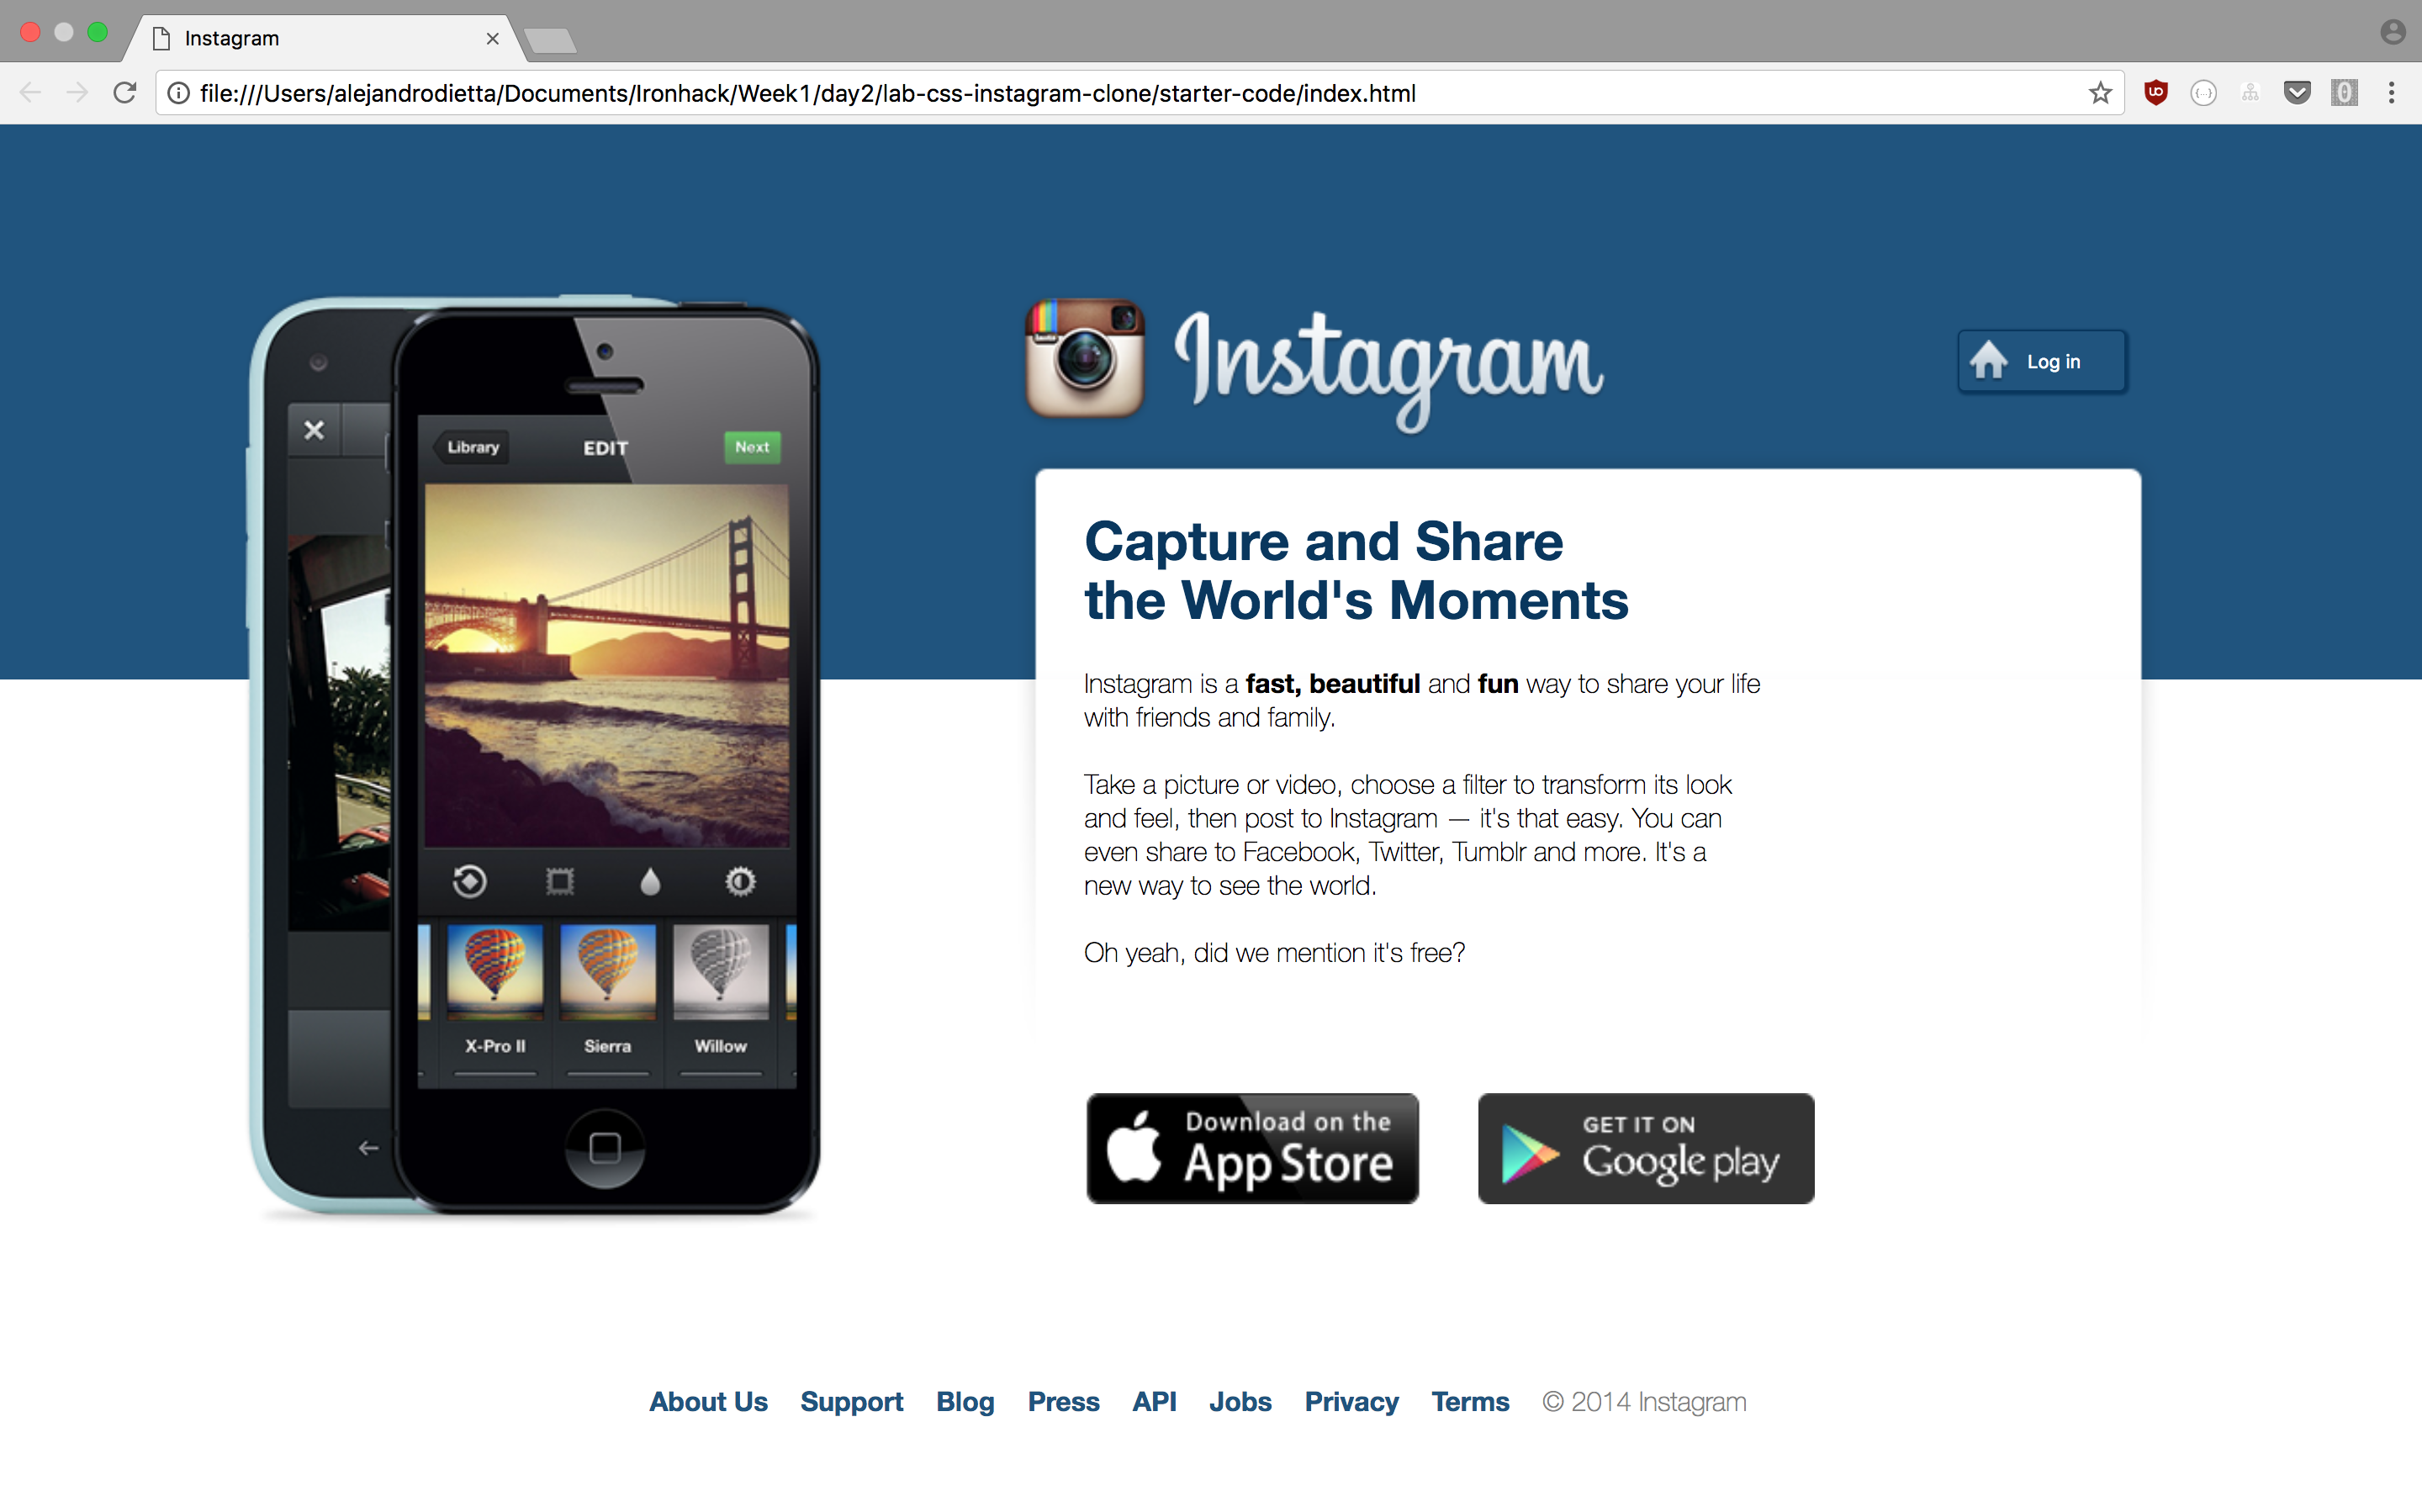 Instagram
file:///Users/alejandrodietta/Documents/Ironhack/Week1/day2/lab-css-instagram-clone/starter-code/index.html
Instagram
Log in
Library
EDIT
Next
X-Pro II
Sierra
Willow
Capture and Share
the World's Moments
Instagram is a fast, beautiful and fun way to share your life
with friends and family.
Take a picture or video, choose a filter to transform its look
and feel, then post to Instagram — it's that easy. You can
even share to Facebook, Twitter, Tumblr and more. It's a
new way to see the world.
Oh yeah, did we mention it's free?
Download on the
App Store
GET IT ON
Google play
About Us Support Blog Press API Jobs Privacy Terms © 2014 Instagram